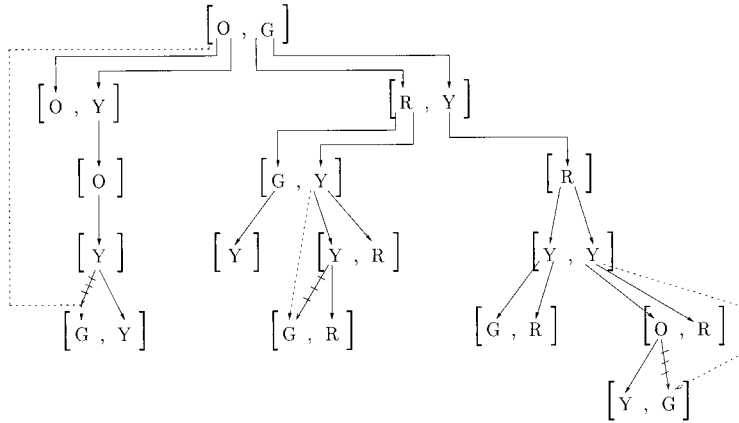 [O , G]
[O , Y] [R , Y]
[O] [G , Y] [R]
[Y] [Y] [Y , R] [Y , Y]
[G , Y] [G , R] [G , R] [O , R]
[Y , G]